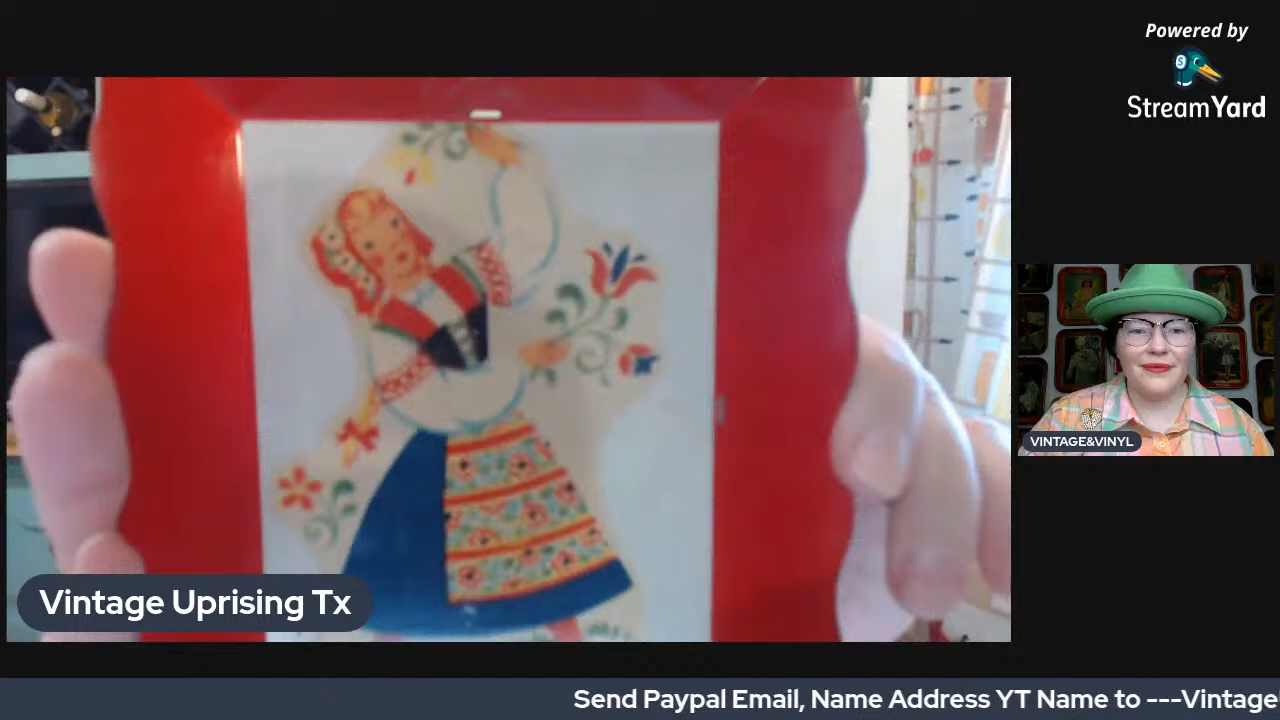 Powered by
StreamYard
VINTAGE&VINYL
Vintage Uprising Tx
Send Paypal Email, Name Address YT Name to ---Vintage